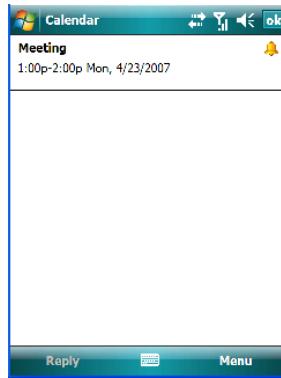 Calendar
ok
Meeting
1:00p-2:00p Mon, 4/23/2007
Reply
Menu